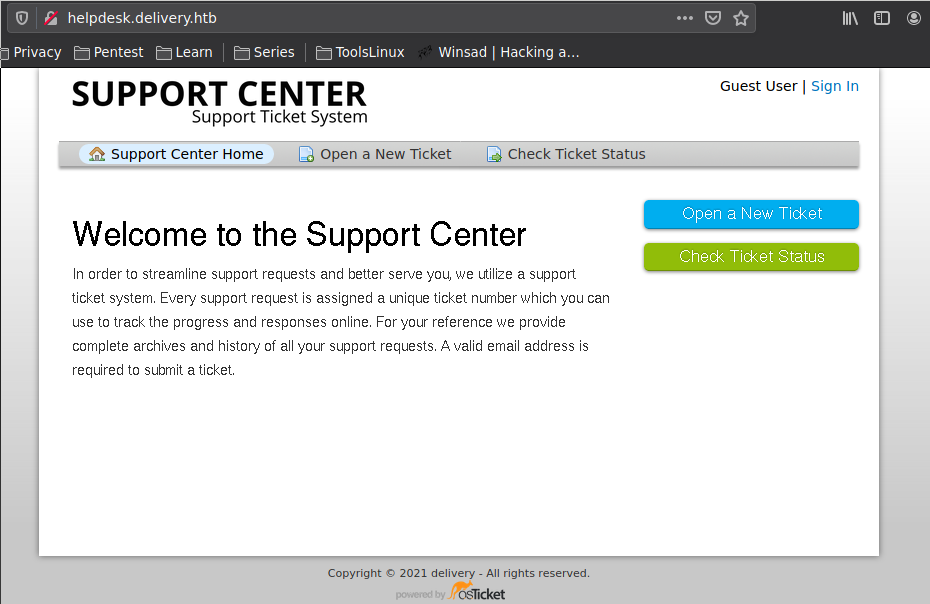 helpdesk.delivery.htb
Privacy Pentest Learn Series ToolsLinux Winsad | Hacking a...
SUPPORT CENTER
Support Ticket System
Guest User | Sign In
Support Center Home Open a New Ticket Check Ticket Status
Open a New Ticket
Check Ticket Status
Welcome to the Support Center
In order to streamline support requests and better serve you, we utilize a support
ticket system. Every support request is assigned a unique ticket number which you can
use to track the progress and responses online. For your reference we provide
complete archives and history of all your support requests. A valid email address is
required to submit a ticket.
Copyright © 2021 delivery - All rights reserved.
powered by osTicket